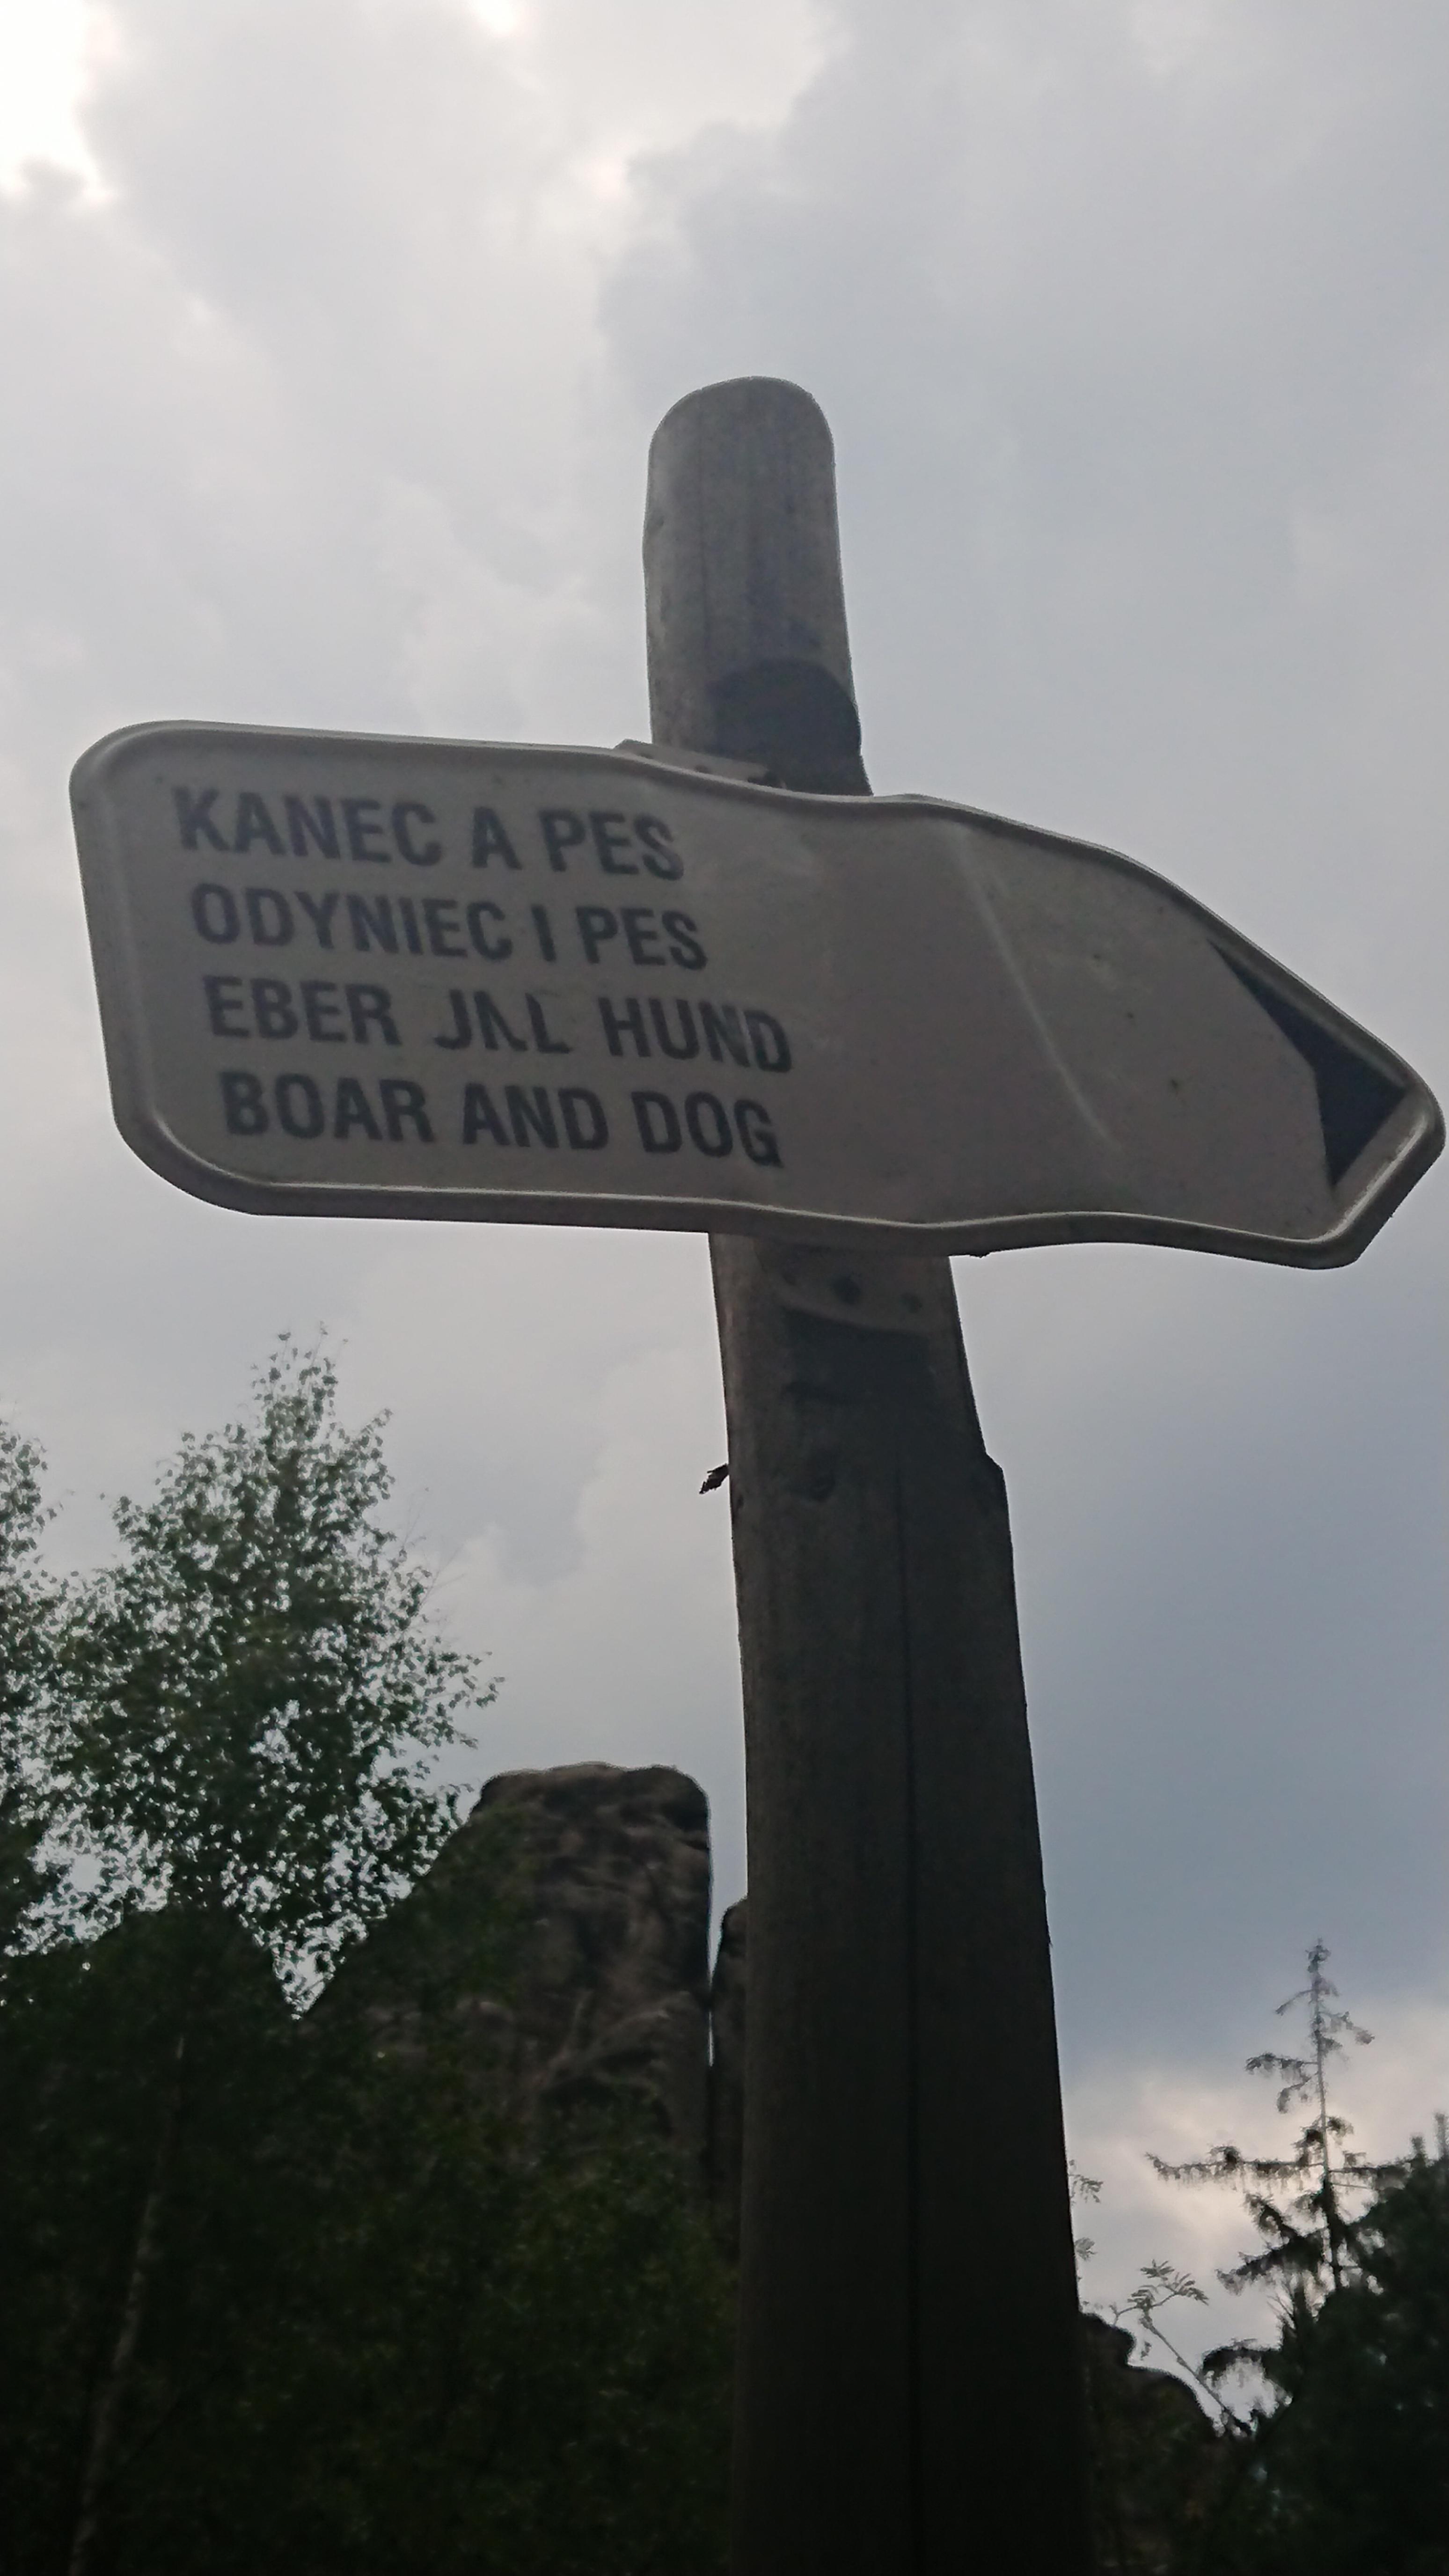 KANEC A PES
ODYNIEC I PES
EBER HUND
BOAR AND DOG